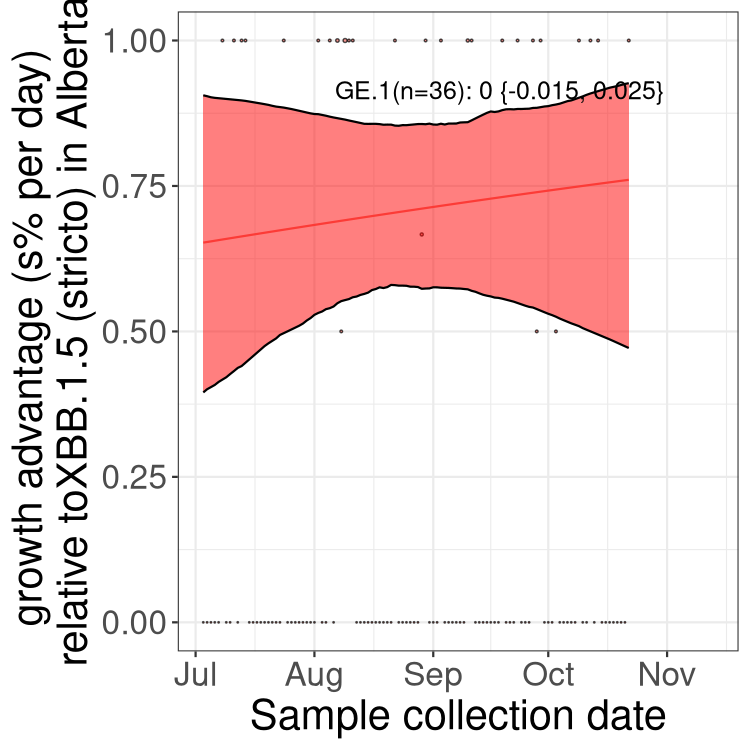 growth advantage (s% per day)
relative toXBB.1.5 (stricto) in Alberta
1.00
0.75
0.50
0.25
0.00
GE.1(n=36): 0 {-0.015, 0.025}
Jul Aug Sep Oct Nov
Sample collection date